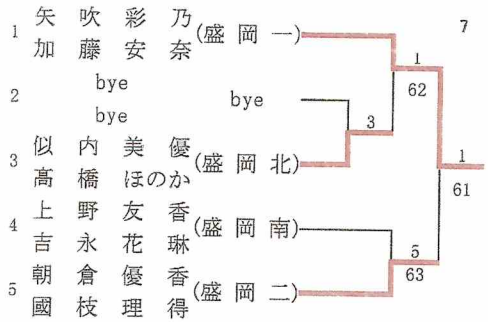 1 矢吹彩乃 (盛岡一) 7
加藤安奈
1
62
2 bye bye
bye
3
3 似内美優 (盛岡北)
髙橋ほのか
1
61
4 上野友香 (盛岡南)
吉永花琳
5
63
5 朝倉優香 (盛岡二)
國枝理得